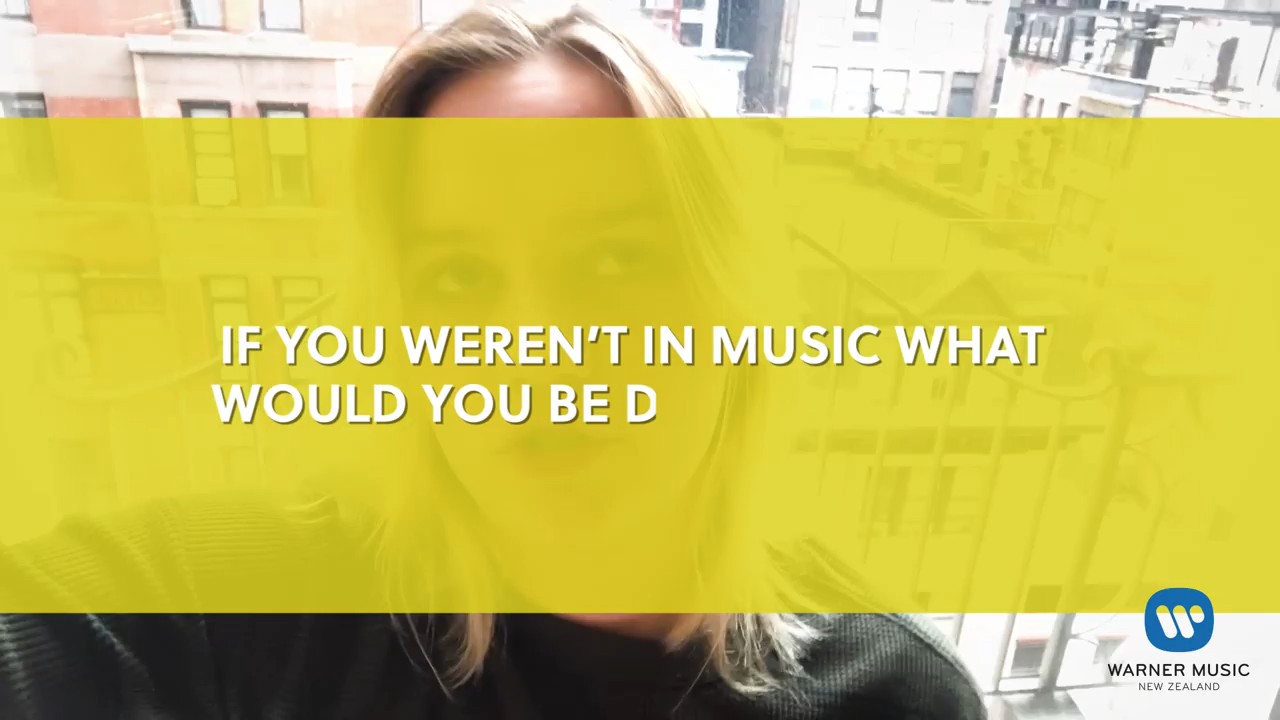 IF YOU WEREN'T IN MUSIC WHAT
WOULD YOU BE D
WARNER MUSIC
NEW ZEALAND